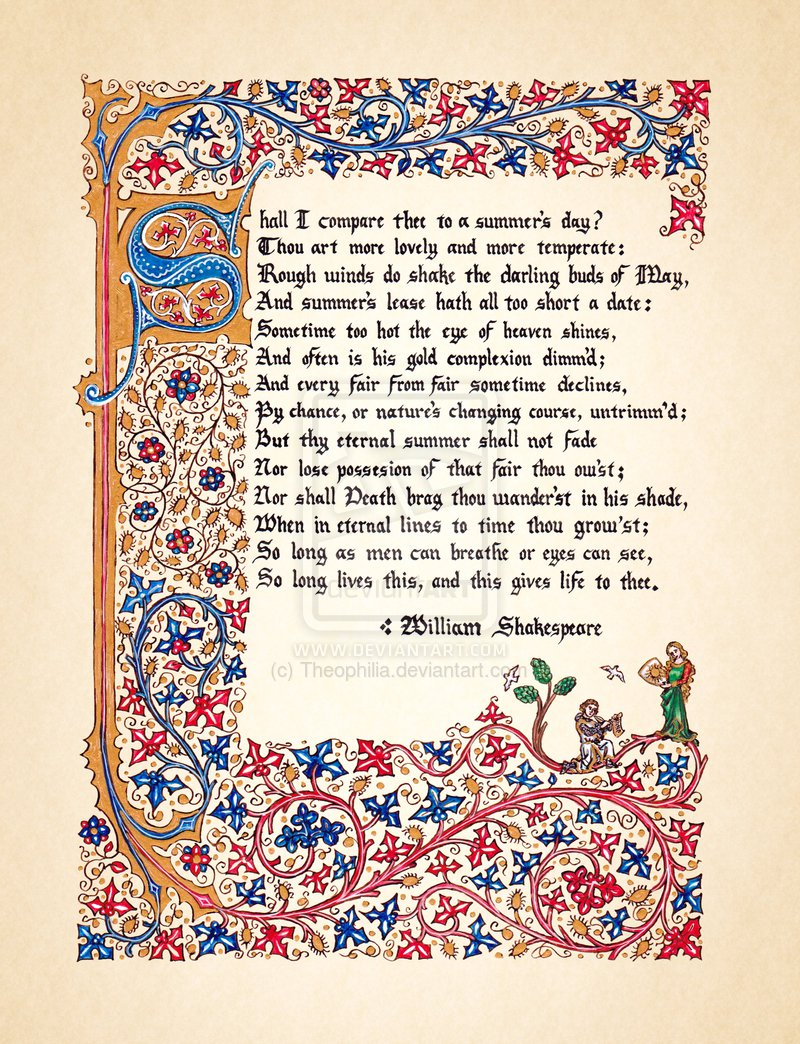 Shall I compare thee to a summer's day?
Thou art more lovely and more temperate:
Rough winds do shake the darling buds of May,
And summer's lease hath all too short a date:
Sometime too hot the eye of heaven shines,
And often is his gold complexion dimm'd;
And every fair from fair sometime declines,
By chance, or nature's changing course, untrimm'd;
But thy eternal summer shall not fade
Nor lose possesion of that fair thou ow'st;
Nor shall Death brag thou wander'st in his shade,
When in eternal lines to time thou grow'st;
So long as men can breathe or eyes can see,
So long lives this, and this gives life to thee.
William Shakespeare
deviantART
WWW.DEVIANTART.COM
(c) Theophilia.deviantart.com